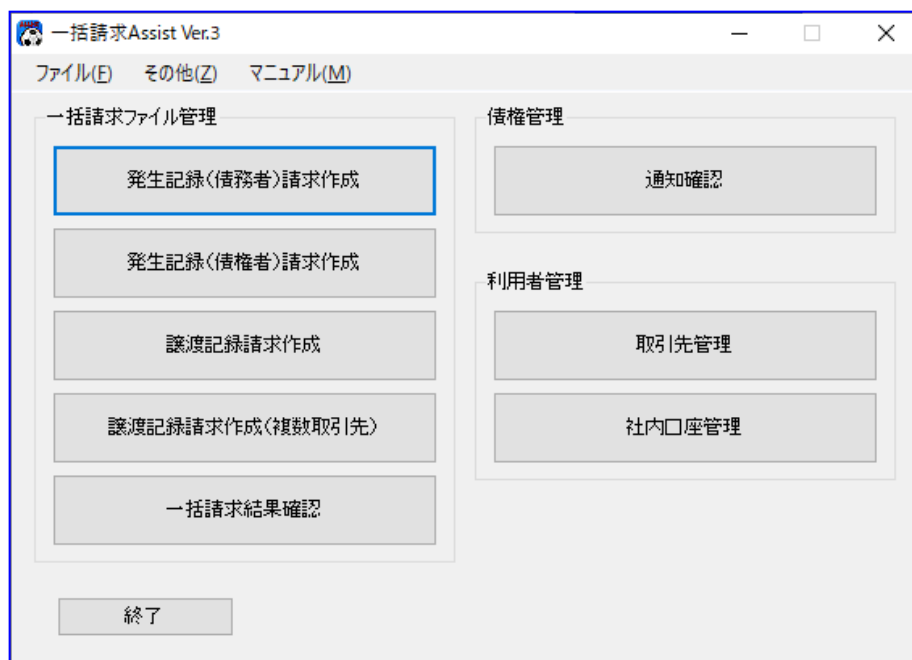 一括請求Assist Ver.3
ファイル(F) その他(Z) マニュアル(M)
一括請求ファイル管理
発生記録(債務者)請求作成
発生記録(債権者)請求作成
譲渡記録請求作成
譲渡記録請求作成(複数取引先)
一括請求結果確認
債権管理
通知確認
利用者管理
取引先管理
社内口座管理
終了